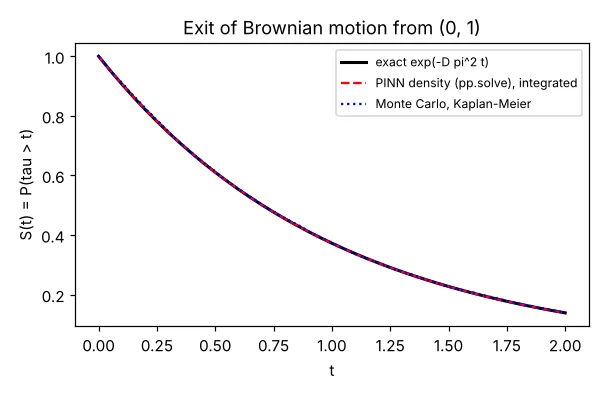 Exit of Brownian motion from (0, 1)
exact exp(-D pi^2 t)
PINN density (pp.solve), integrated
Monte Carlo, Kaplan-Meier
S(t) = P(tau > t)
1.0
0.8
0.6
0.4
0.2
0.00 0.25 0.50 0.75 1.00 1.25 1.50 1.75 2.00
t